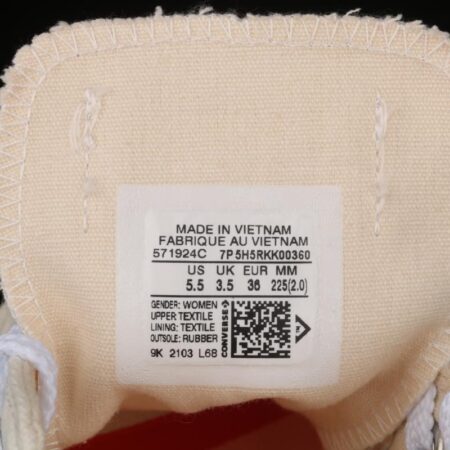 MADE IN VIETNAM
FABRIQUE AU VIETNAM
571924C 7P5H5RKK00360
US UK EUR MM
5.5 3.5 36 225(2.0)
GENDER: WOMEN
UPPER TEXTILE
LINING: TEXTILE
OUTSOLE: RUBBER
9K 2103 L68
CONVERSE